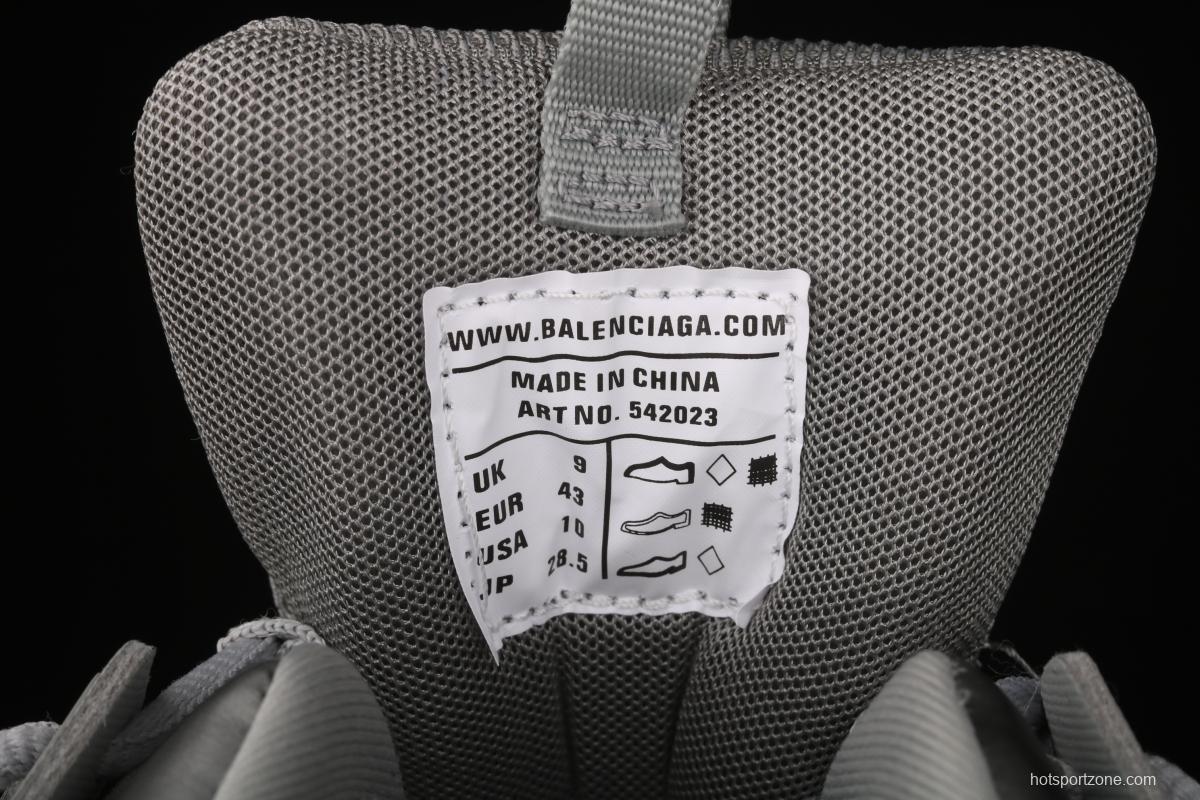 WWW.BALENCIAGA.COM
MADE IN CHINA
ART NO. 542023
UK 9
EUR 43
USA 10
JP 28.5
hotsportzone.com